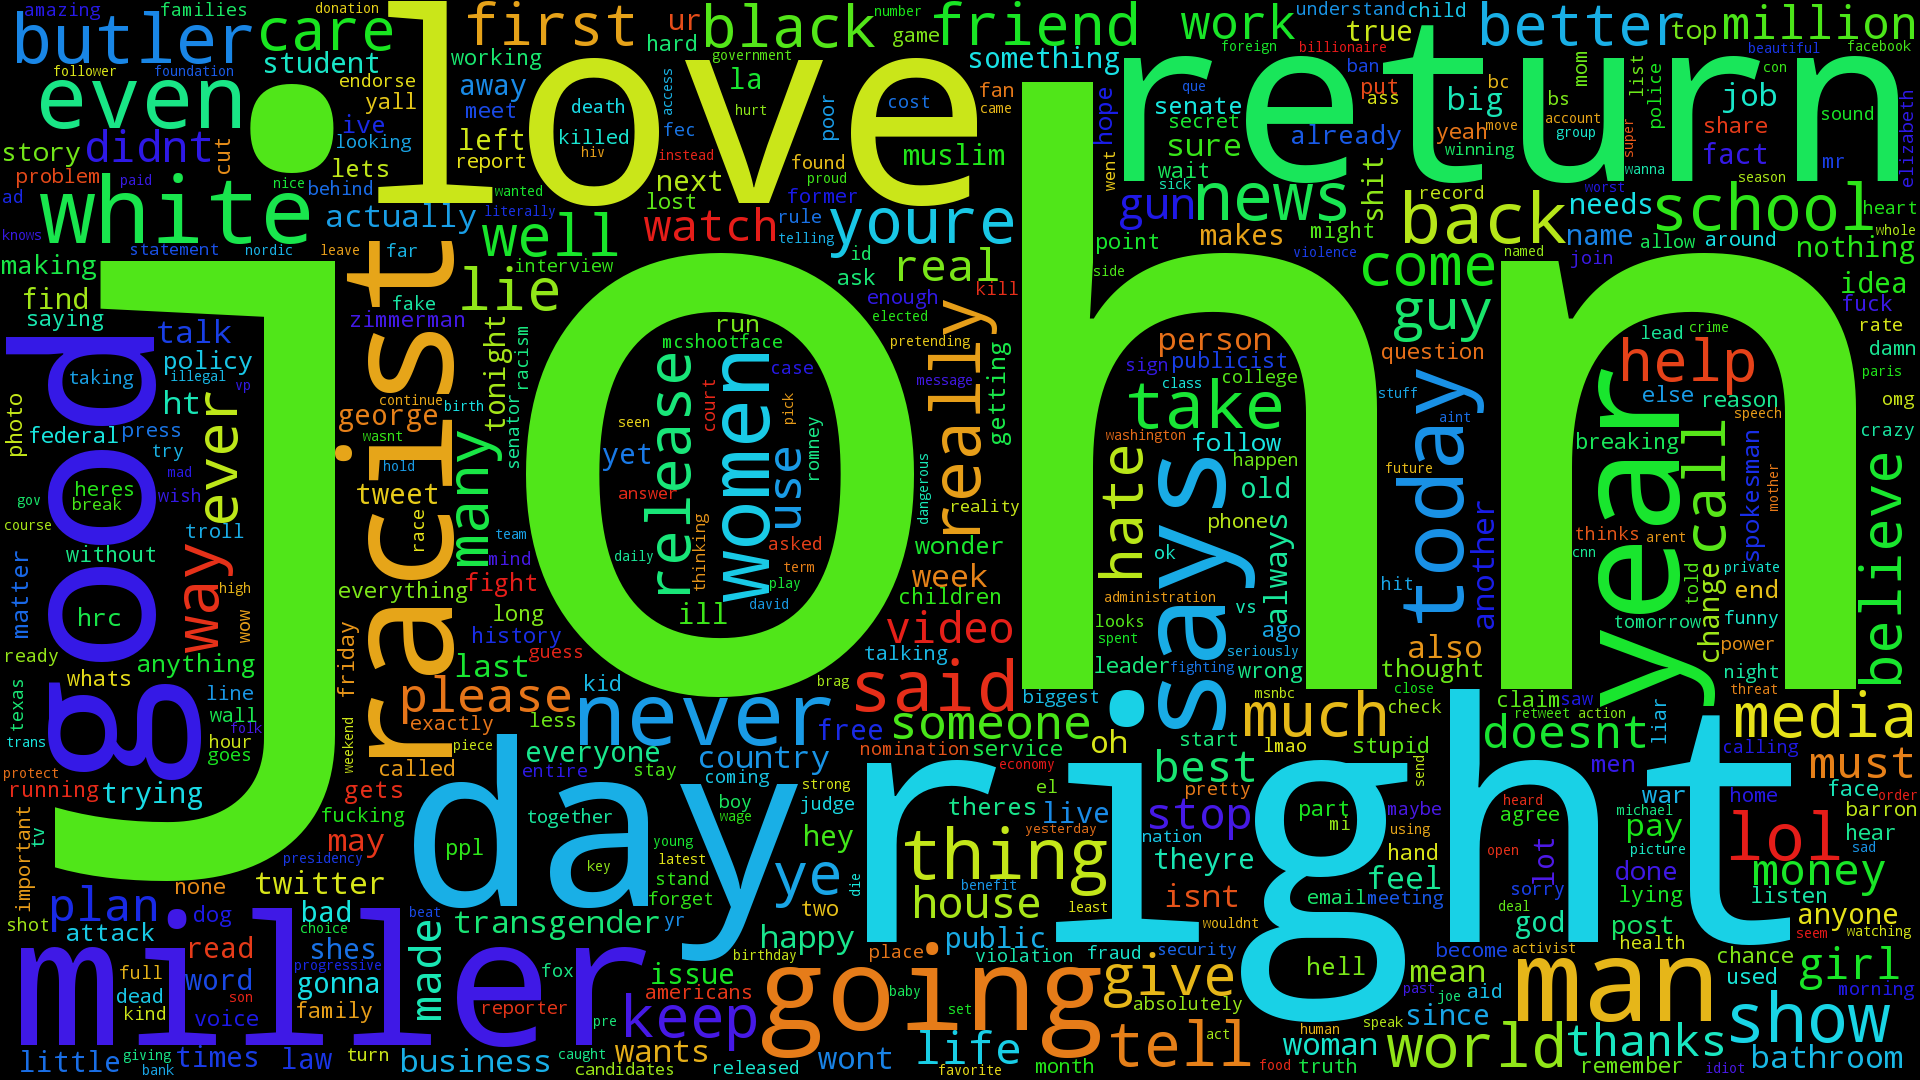 john
love
return
right
day
good
racist
miller
going
year
says
today
women
release
never
man
said
white
even
butler
care
first
black
friend
work
better
million
news
back
school
come
guy
take
help
call
believe
media
much
doesnt
must
lol
money
girl
show
world
thanks
bathroom
tell
give
keep
life
thing
house
ye
someone
video
please
many
really
real
youre
watch
well
lie
hate
stop
best
way
ever
plan
made
business
transgender
happy
public
wont
wants
woman
since
mean
feel
pay
god
anyone
amazing
families
donation
student
follower
foundation
endorse
yall
ive
looking
lets
didnt
story
problem
cut
ad
paid
nice
behind
actually
knows
statement
nordic
leave
far
making
find
saying
fake
zimmerman
interview
talk
policy
taking
illegal
vp
ht
federal
press
try
photo
mad
wish
gov
heres
break
course
troll
without
matter
hrc
high
wow
ready
anything
whats
line
wall
folk
texas
trans
hour
goes
protect
running
trying
important
tv
ur
hard
working
away
meet
left
report
game
number
government
la
hurt
access
death
killed
hiv
fec
instead
poor
cost
something
found
proud
muslim
next
lost
former
rule
telling
wanted
literally
fan
came
understand
child
true
top
foreign
billionaire
ban
con
beautiful
facebook
mom
list
police
put
ass
bc
bs
big
job
senate
que
secret
hope
already
yeah
move
account
group
winning
sure
wait
sick
went
share
fact
super
wanna
sound
mr
elizabeth
season
worst
heart
whole
needs
name
allow
around
nothing
named
join
record
shit
might
makes
gun
point
side
violence
idea
fuck
rate
damn
paris
omg
crazy
id
ask
enough
elected
kill
pretending
run
mcshootface
case
court
pick
seen
romney
yet
use
answer
asked
thinking
term
play
daily
david
ill
tonight
racism
senator
george
continue
birth
wasnt
hold
tweet
race
team
mind
fight
everything
long
history
guess
last
friday
weekend
exactly
piece
called
gets
fucking
may
presidency
none
twitter
message
getting
dangerous
reality
wonder
week
children
talking
brag
free
person
publicist
sign
class
college
washington
follow
happen
old
phone
ok
always
administration
vs
looks
spent
ago
seriously
leader
fighting
wrong
biggest
msnbc
question
stuff
aint
future
another
hit
also
thought
close
check
lead
crime
else
reason
speech
breaking
spokesman
mother
thinks
arent
cnn
told
private
change
end
funny
tomorrow
power
night
threat
claim
saw
retweet
action
liar
calling
kid
less
everyone
entire
stay
country
coming
strong
boy
wage
judge
together
ppl
young
latest
key
stand
forget
yr
hey
two
die
nomination
service
economy
theres
el
live
yesterday
nation
benefit
least
oh
start
lmao
stupid
pretty
send
theyre
isnt
wouldnt
part
mi
maybe
using
hand
email
meeting
men
war
home
face
order
barron
heard
agree
michael
hear
picture
sad
open
lot
done
sorry
lying
deal
listen
post
health
seem
watching
become
activist
chance
used
morning
shot
attack
dog
bad
choice
beat
read
shes
word
progressive
full
dead
kind
son
gonna
voice
family
fox
reporter
issue
americans
pre
birthday
place
violation
fraud
security
baby
set
absolutely
hell
past
joe
aid
speak
human
act
food
truth
month
favorite
released
candidates
caught
turn
law
times
giving
bank
little
remember
idiot